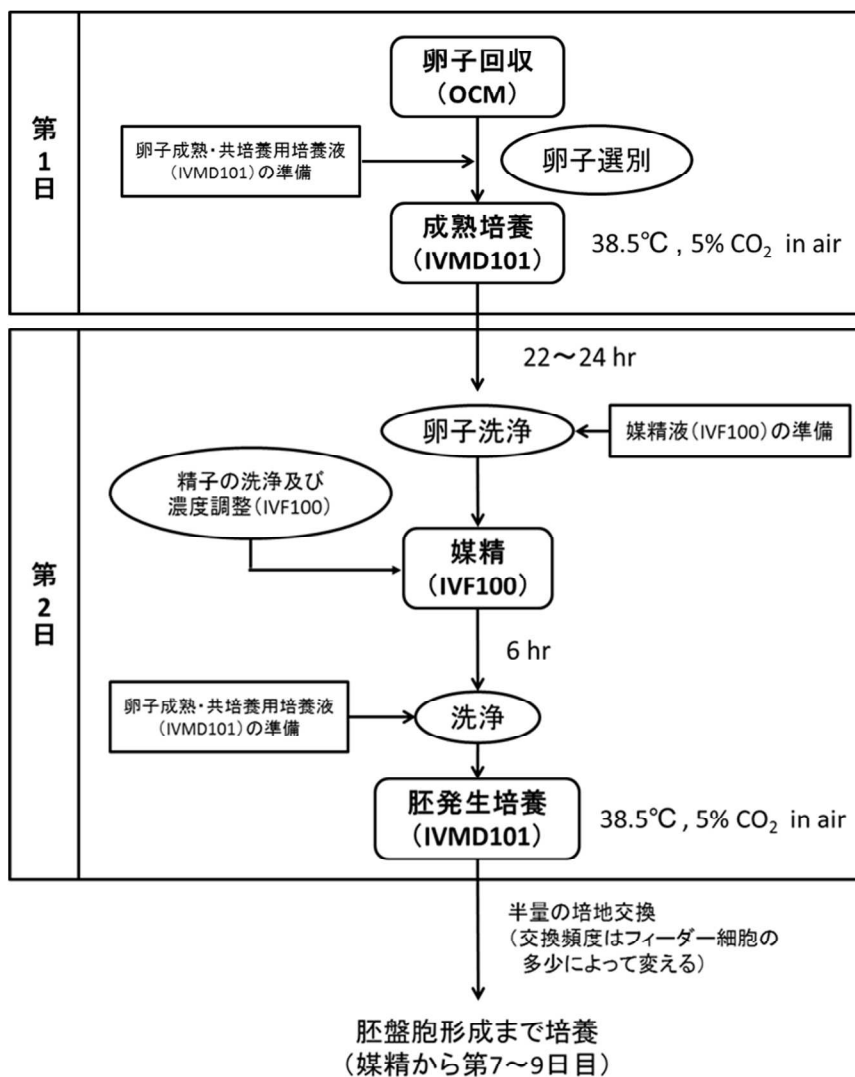 第1日
卵子回収
(OCM)
卵子成熟・共培養用培養液
(IVMD101)の準備
卵子選別
成熟培養
(IVMD101)
38.5℃ , 5% CO₂ in air
第2日
22〜24 hr
卵子洗浄
媒精液(IVF100)の準備
精子の洗浄及び
濃度調整(IVF100)
媒精
(IVF100)
6 hr
卵子成熟・共培養用培養液
(IVMD101)の準備
洗浄
胚発生培養
(IVMD101)
38.5℃ , 5% CO₂ in air
半量の培地交換
(交換頻度はフィーダー細胞の
多少によって変える)
胚盤胞形成まで培養
(媒精から第7〜9日目)